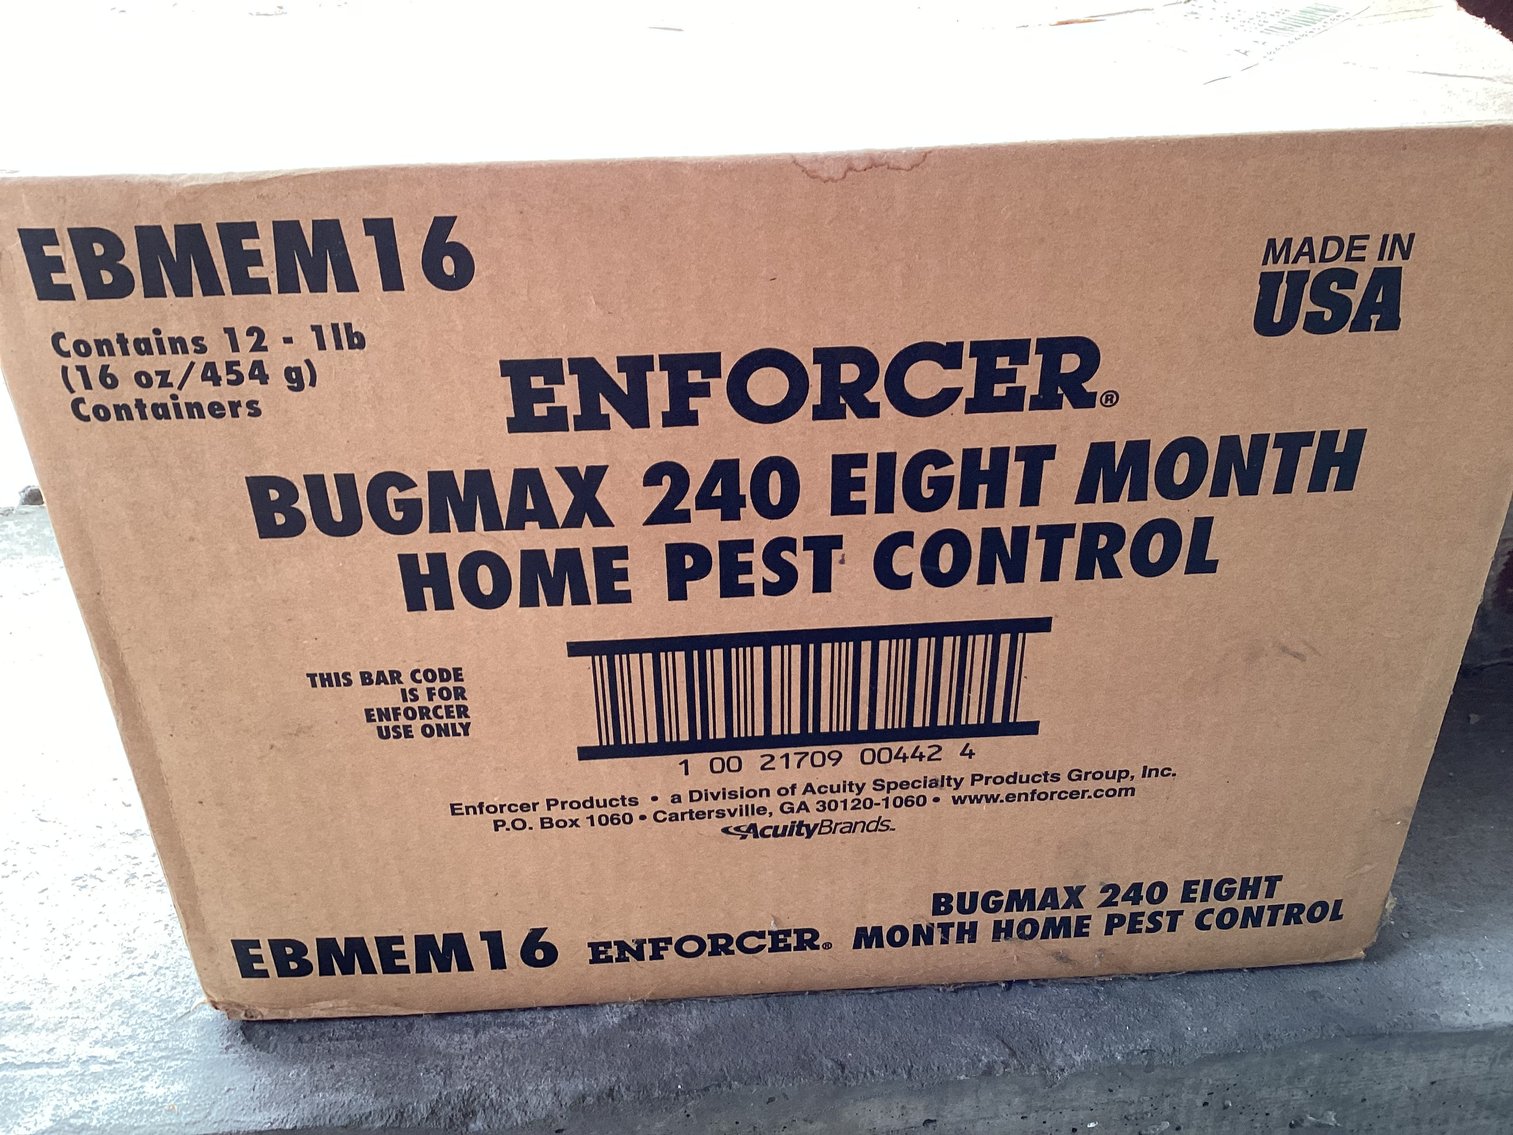 EBMEM16
Contains 12 - 1lb
(16 oz/454 g)
Containers
MADE IN
USA
ENFORCER®
BUGMAX 240 EIGHT MONTH
HOME PEST CONTROL
THIS BAR CODE
IS FOR
ENFORCER
USE ONLY
1 00 21709 00442 4
Enforcer Products • a Division of Acuity Specialty Products Group, Inc.
P.O. Box 1060 • Cartersville, GA 30120-1060 • www.enforcer.com
AcuityBrands
EBMEM16 ENFORCER® BUGMAX 240 EIGHT
MONTH HOME PEST CONTROL